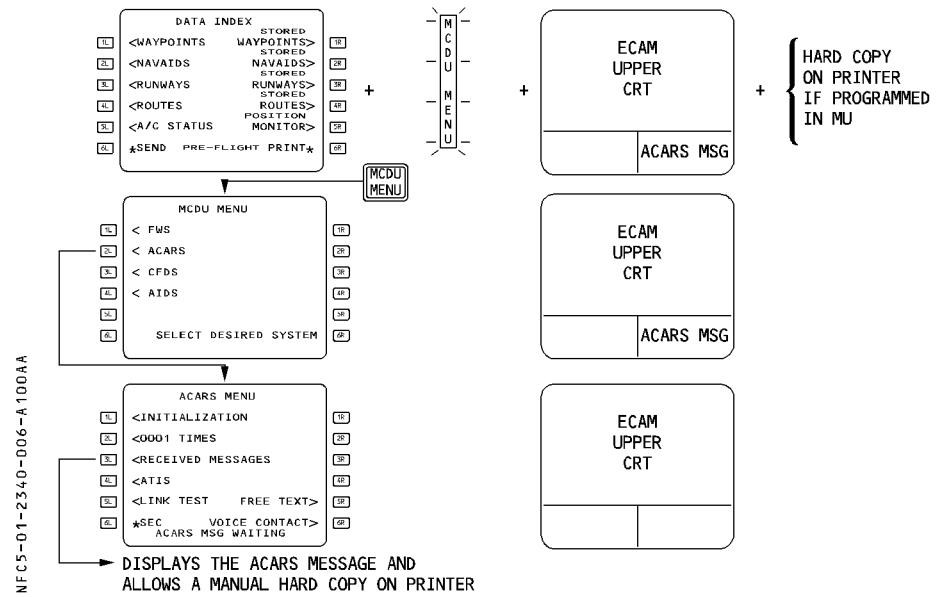 DATA INDEX
STORED
1L <WAYPOINTS WAYPOINTS> 1R
STORED
2L <NAVAIDS NAVAIDS> 2R
STORED
3L <RUNWAYS RUNWAYS> 3R
STORED
4L <ROUTES ROUTES> 4R
POSITION
5L <A/C STATUS MONITOR> 5R
6L *SEND PRE-FLIGHT PRINT* 6R
+
MCDU MENU
+
ECAM
UPPER
CRT
ACARS MSG
+
HARD COPY
ON PRINTER
IF PROGRAMMED
IN MU
MCDU
MENU
MCDU MENU
1L < FWS 1R
2L < ACARS 2R
3L < CFDS 3R
4L < AIDS 4R
5L 5R
6L SELECT DESIRED SYSTEM 6R
ECAM
UPPER
CRT
ACARS MSG
ACARS MENU
1L <INITIALIZATION 1R
2L <OOO1 TIMES 2R
3L <RECEIVED MESSAGES 3R
4L <ATIS 4R
5L <LINK TEST FREE TEXT> 5R
6L *SEC VOICE CONTACT> 6R
ACARS MSG WAITING
ECAM
UPPER
CRT
DISPLAYS THE ACARS MESSAGE AND
ALLOWS A MANUAL HARD COPY ON PRINTER
NFC5-01-2340-006-A100AA